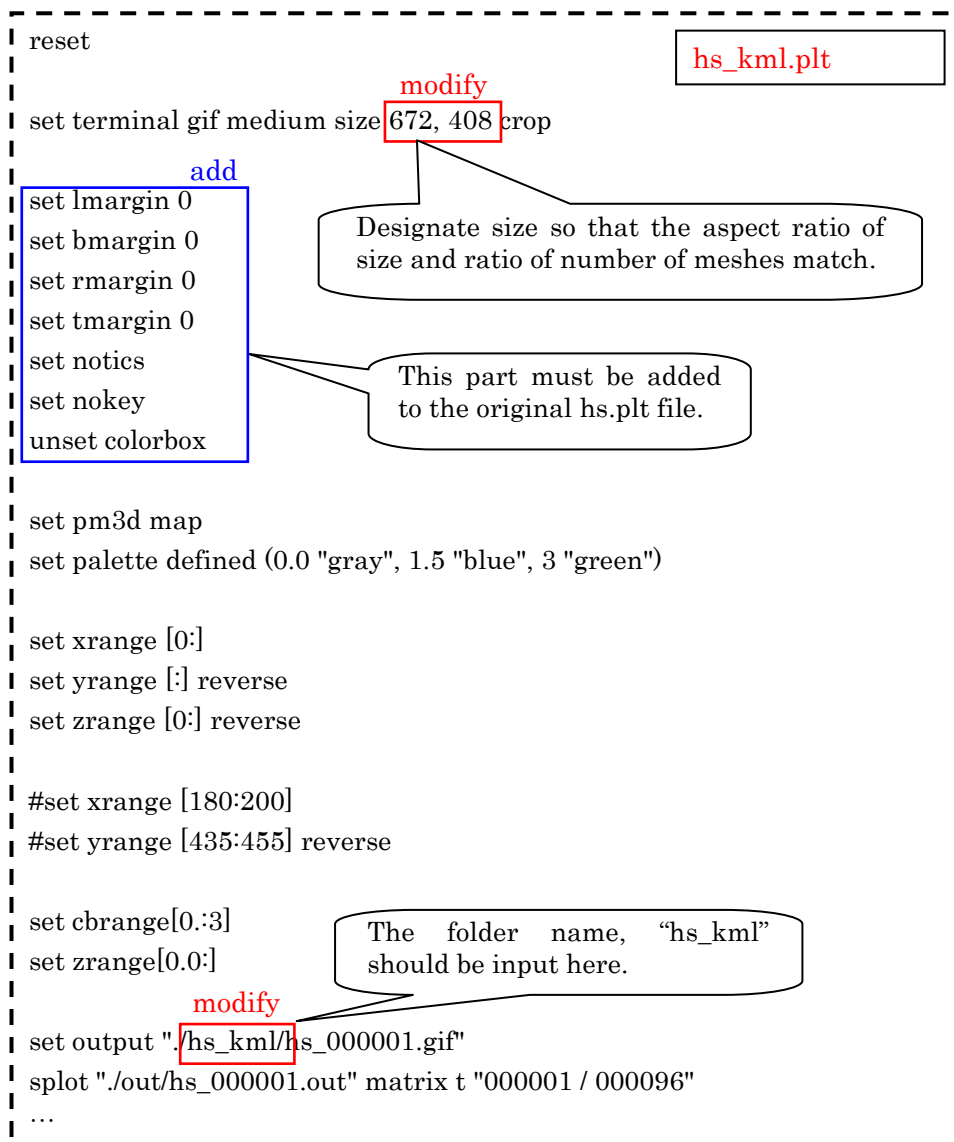 reset
hs_kml.plt
modify
set terminal gif medium size 672, 408 crop
add
set lmargin 0
set bmargin 0
set rmargin 0
set tmargin 0
set notics
set nokey
unset colorbox
Designate size so that the aspect ratio of
size and ratio of number of meshes match.
This part must be added
to the original hs.plt file.
set pm3d map
set palette defined (0.0 "gray", 1.5 "blue", 3 "green")
set xrange [0:]
set yrange [:] reverse
set zrange [0:] reverse
#set xrange [180:200]
#set yrange [435:455] reverse
set cbrange[0.:3]
set zrange[0.0:]
The folder name, “hs_kml”
should be input here.
modify
set output "./hs_kml/hs_000001.gif"
splot "./out/hs_000001.out" matrix t "000001 / 000096"
…